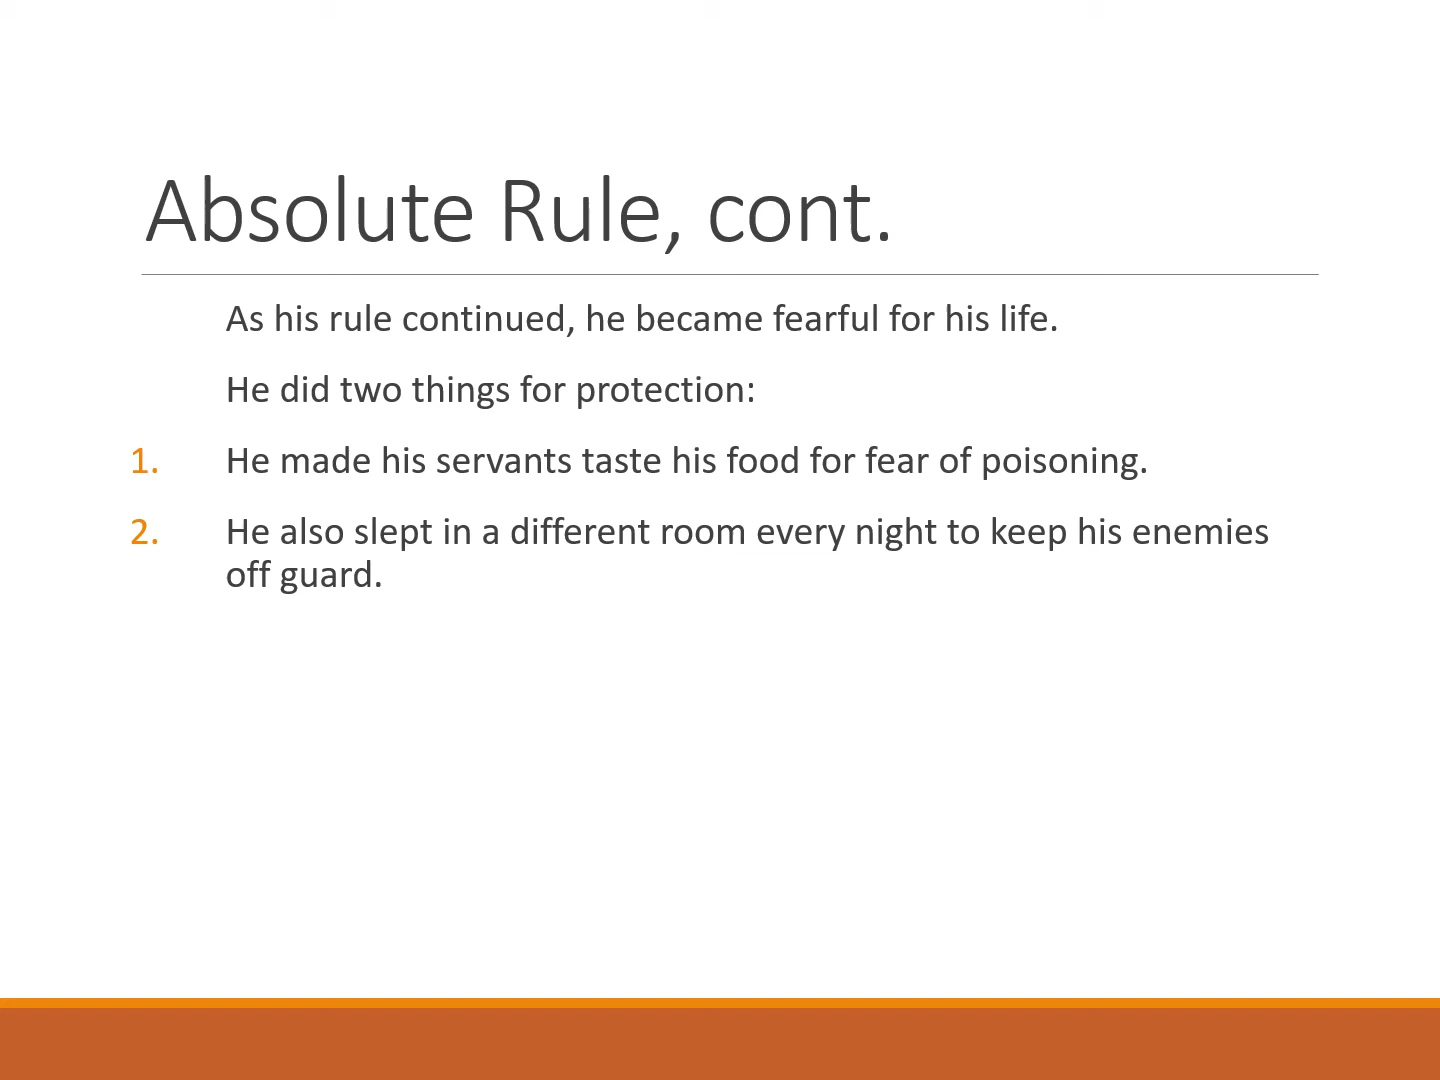 Absolute Rule, cont.
As his rule continued, he became fearful for his life.
He did two things for protection:
1. He made his servants taste his food for fear of poisoning.
2. He also slept in a different room every night to keep his enemies
off guard.